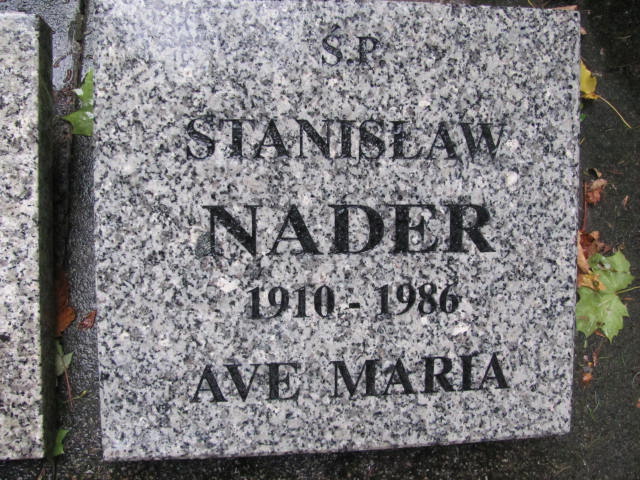 Ś.P.
STANISŁAW
NADER
1910 - 1986
AVE MARIA